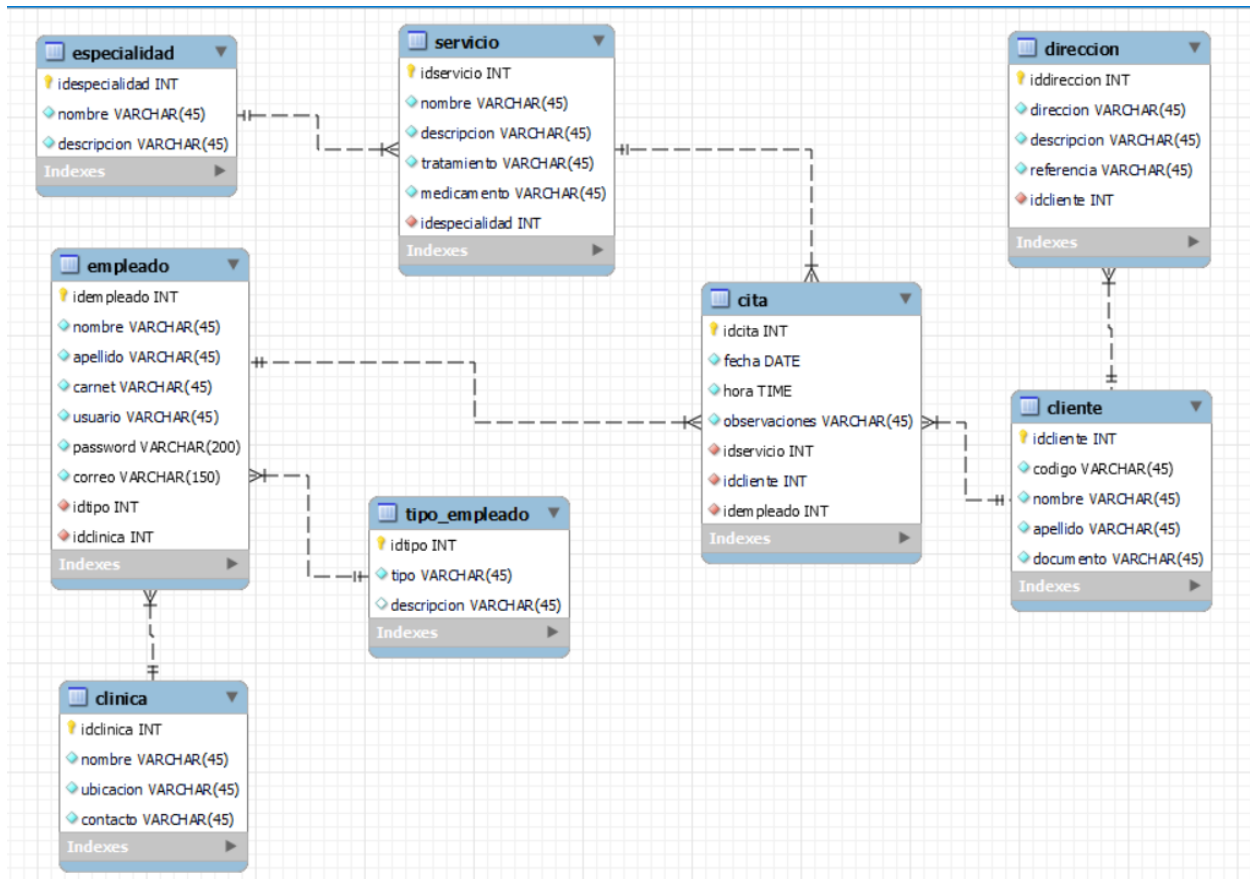 especialidad
idespecialidad INT
nombre VARCHAR(45)
descripcion VARCHAR(45)
Indexes
servicio
idservicio INT
nombre VARCHAR(45)
descripcion VARCHAR(45)
tratamiento VARCHAR(45)
medicamento VARCHAR(45)
idespecialidad INT
Indexes
direccion
iddireccion INT
direccion VARCHAR(45)
descripcion VARCHAR(45)
referencia VARCHAR(45)
idcliente INT
Indexes
empleado
idempleado INT
nombre VARCHAR(45)
apellido VARCHAR(45)
carnet VARCHAR(45)
usuario VARCHAR(45)
password VARCHAR(200)
correo VARCHAR(150)
idtipo INT
idclinica INT
Indexes
cita
idcita INT
fecha DATE
hora TIME
observaciones VARCHAR(45)
idservicio INT
idcliente INT
idempleado INT
Indexes
cliente
idcliente INT
codigo VARCHAR(45)
nombre VARCHAR(45)
apellido VARCHAR(45)
documento VARCHAR(45)
Indexes
tipo_empleado
idtipo INT
tipo VARCHAR(45)
descripcion VARCHAR(45)
Indexes
clinica
idclinica INT
nombre VARCHAR(45)
ubicacion VARCHAR(45)
contacto VARCHAR(45)
Indexes